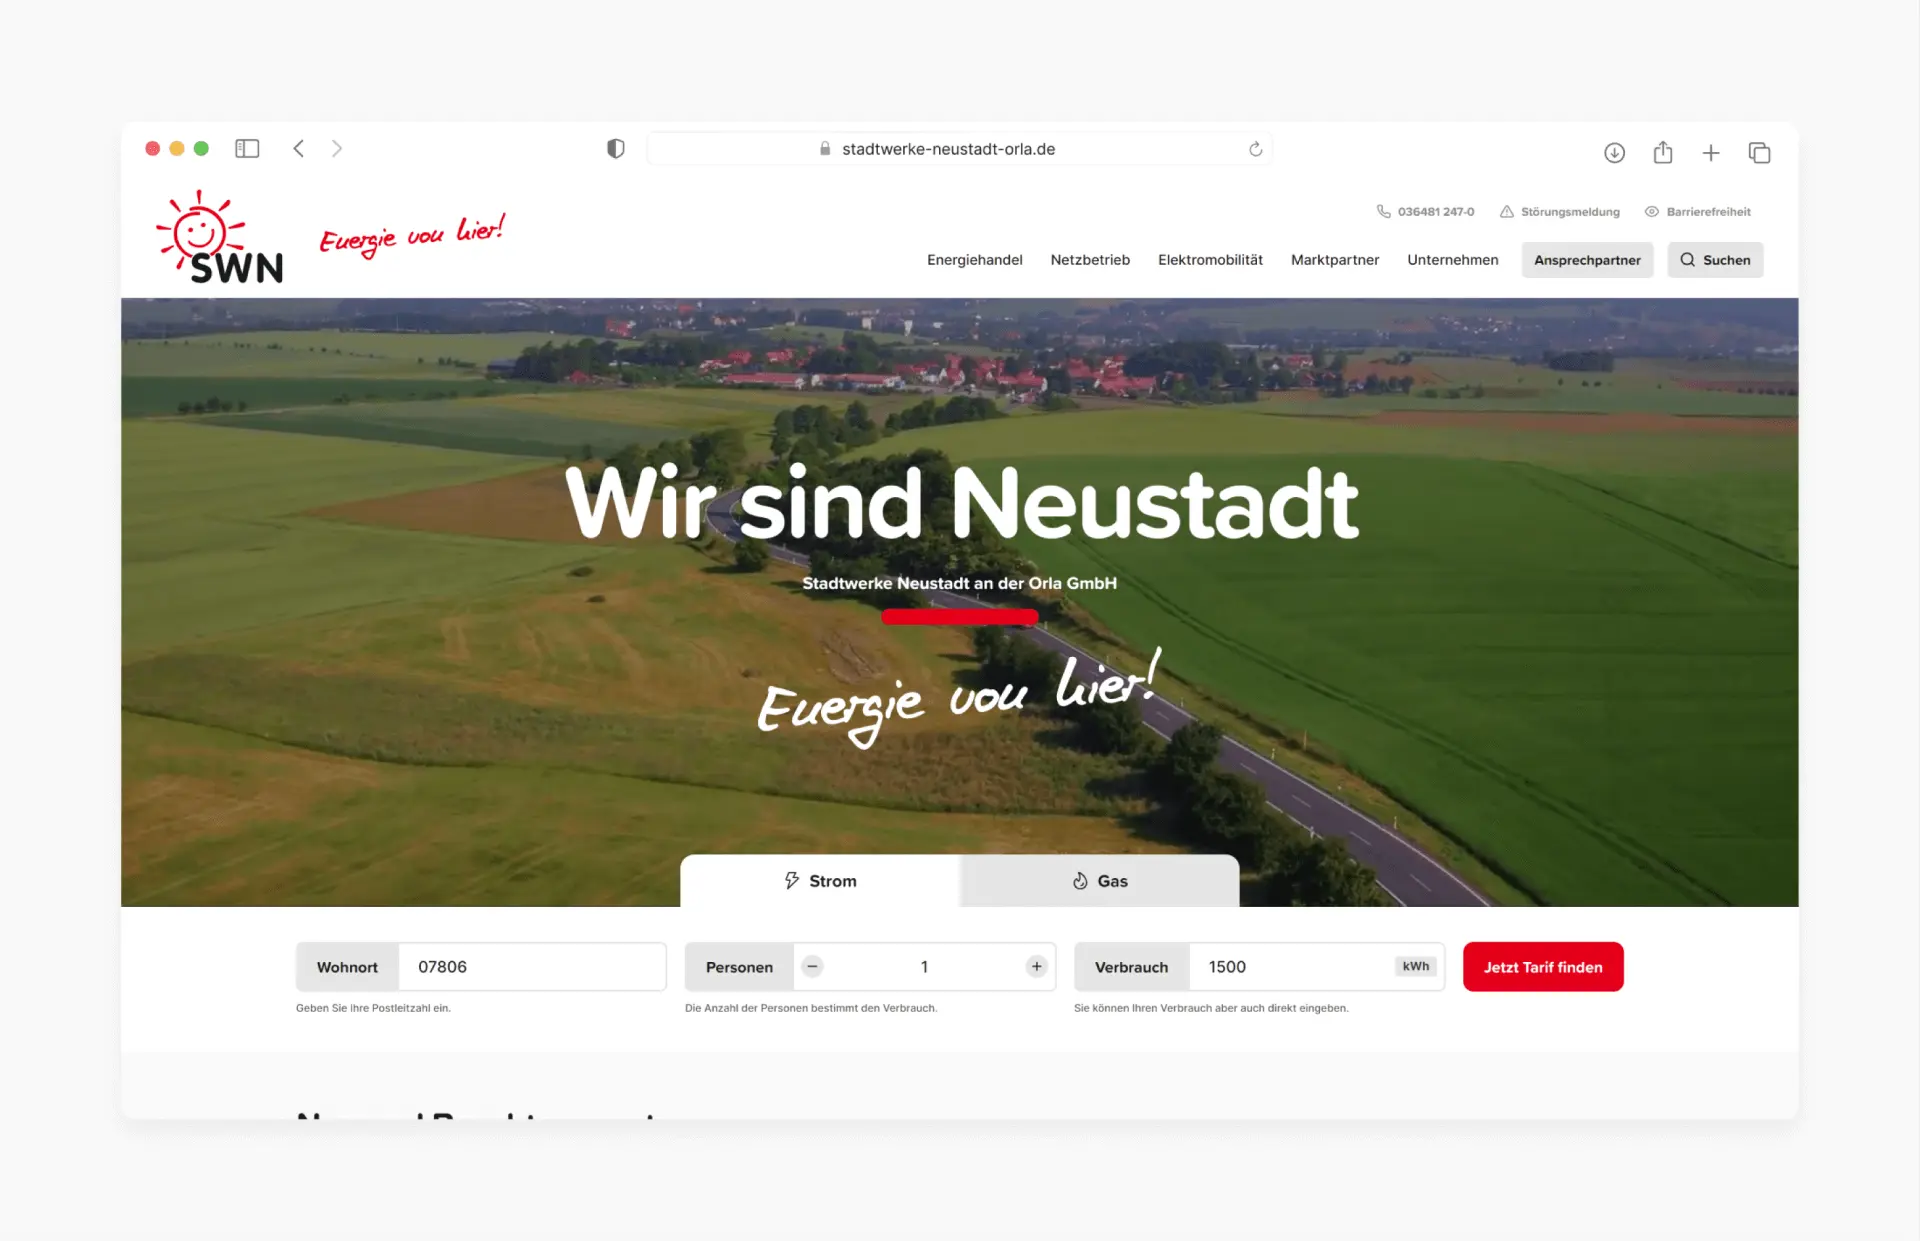 stadtwerke-neustadt-orla.de
036481 247-0 Störungsmeldung Barrierefreiheit
SWN
Energie von hier!
Energiehandel Netzbetrieb Elektromobilität Marktpartner Unternehmen Ansprechpartner Suchen
Wir sind Neustadt
Stadtwerke Neustadt an der Orla GmbH
Energie von hier!
Strom Gas
Wohnort 07806 Personen 1 Verbrauch 1500 kWh Jetzt Tarif finden
Geben Sie Ihre Postleitzahl ein. Die Anzahl der Personen bestimmt den Verbrauch. Sie können Ihren Verbrauch aber auch direkt eingeben.